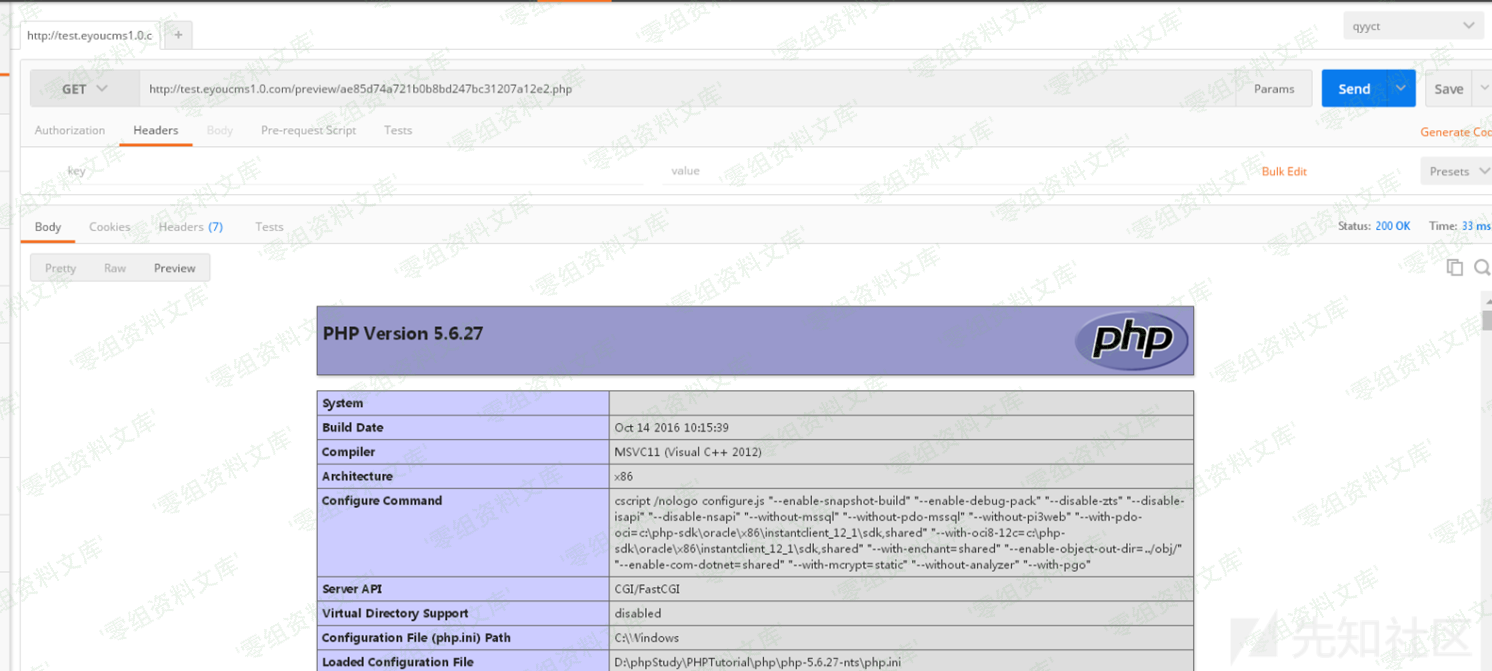 http://test.eyoucms1.0.c
+
qyyct
GET
http://test.eyoucms1.0.com/preview/ae85d74a721b0b8bd247bc31207a12e2.php
Params
Send
Save
Authorization
Headers
Body
Pre-request Script
Tests
Generate Cod
key
value
Bulk Edit
Presets
Body
Cookies
Headers (7)
Tests
Status: 200 OK
Time: 33 ms
Pretty
Raw
Preview
PHP Version 5.6.27
php
System
Build Date
Oct 14 2016 10:15:39
Compiler
MSVC11 (Visual C++ 2012)
Architecture
x86
Configure Command
cscript /nologo configure.js "--enable-snapshot-build" "--enable-debug-pack" "--disable-zts" "--disable-
isapi" "--disable-nsapi" "--without-mssql" "--without-pdo-mssql" "--without-pi3web" "--with-pdo-
oci=c:\php-sdk\oracle\x86\instantclient_12_1\sdk,shared" "--with-oci8-12c=c:\php-
sdk\oracle\x86\instantclient_12_1\sdk,shared" "--with-enchant=shared" "--enable-object-out-dir=../obj/"
"--enable-com-dotnet=shared" "--with-mcrypt=static" "--without-analyzer" "--with-pgo"
Server API
CGI/FastCGI
Virtual Directory Support
disabled
Configuration File (php.ini) Path
C:\Windows
Loaded Configuration File
D:\phpStudy\PHPTutorial\php\php-5.6.27-nts\php.ini
零组资料文库
先知社区